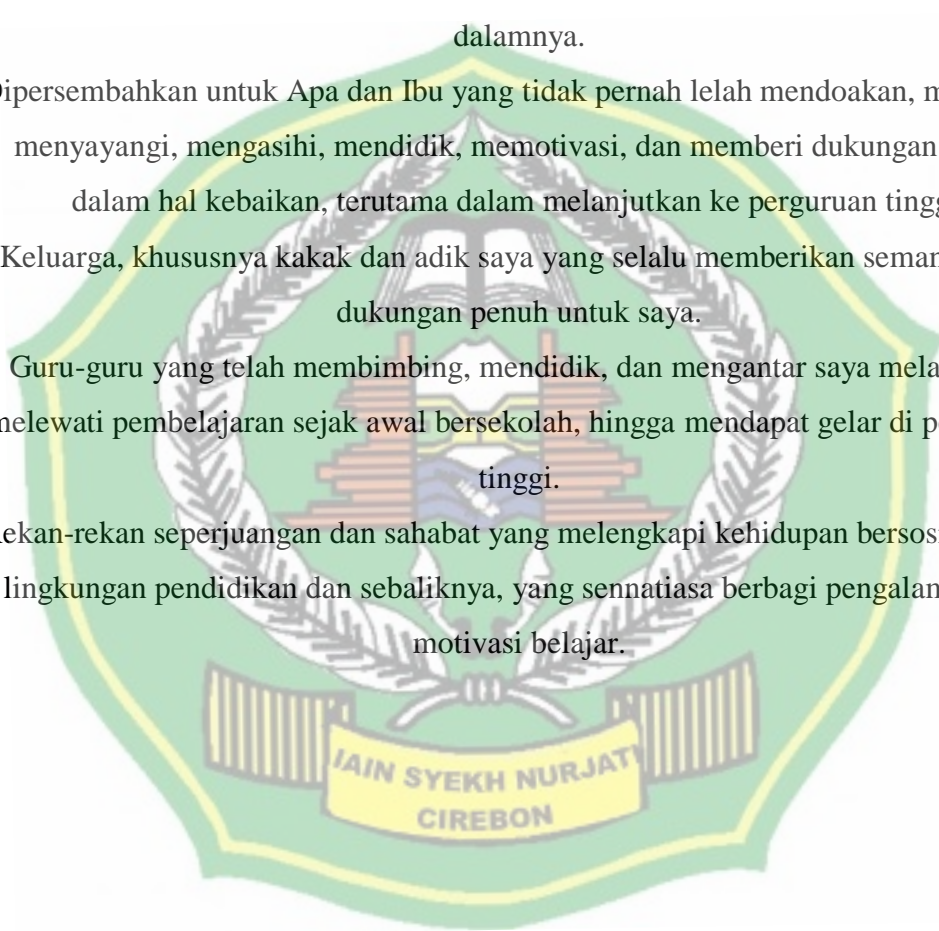 dalamnya.
Dipersembahkan untuk Apa dan Ibu yang tidak pernah lelah mendoakan,
menyayangi, mengasihi, mendidik, memotivasi, dan memberi dukungan
dalam hal kebaikan, terutama dalam melanjutkan ke perguruan
Keluarga, khususnya kakak dan adik saya yang selalu memberikan
dukungan penuh untuk saya.
Guru-guru yang telah membimbing, mendidik, dan mengantar saya
melewati pembelajaran sejak awal bersekolah, hingga mendapat gelar di
tinggi.
Rekan-rekan seperjuangan dan sahabat yang melengkapi kehidupan
lingkungan pendidikan dan sebaliknya, yang sennatiasa berbagi
motivasi belajar.
IAIN SYEKH NURJATI
CIREBON